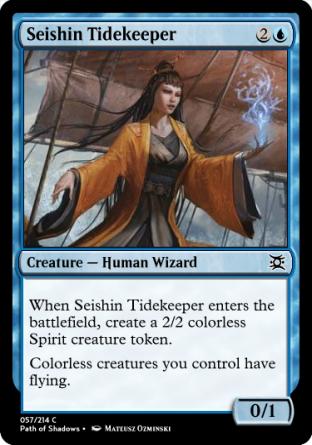 Seishin Tidekeeper 2
Creature — Human Wizard
When Seishin Tidekeeper enters the
battlefield, create a 2/2 colorless
Spirit creature token.
Colorless creatures you control have
flying.
0/1
057/214 C
Path of Shadows • Mateusz Ozminski